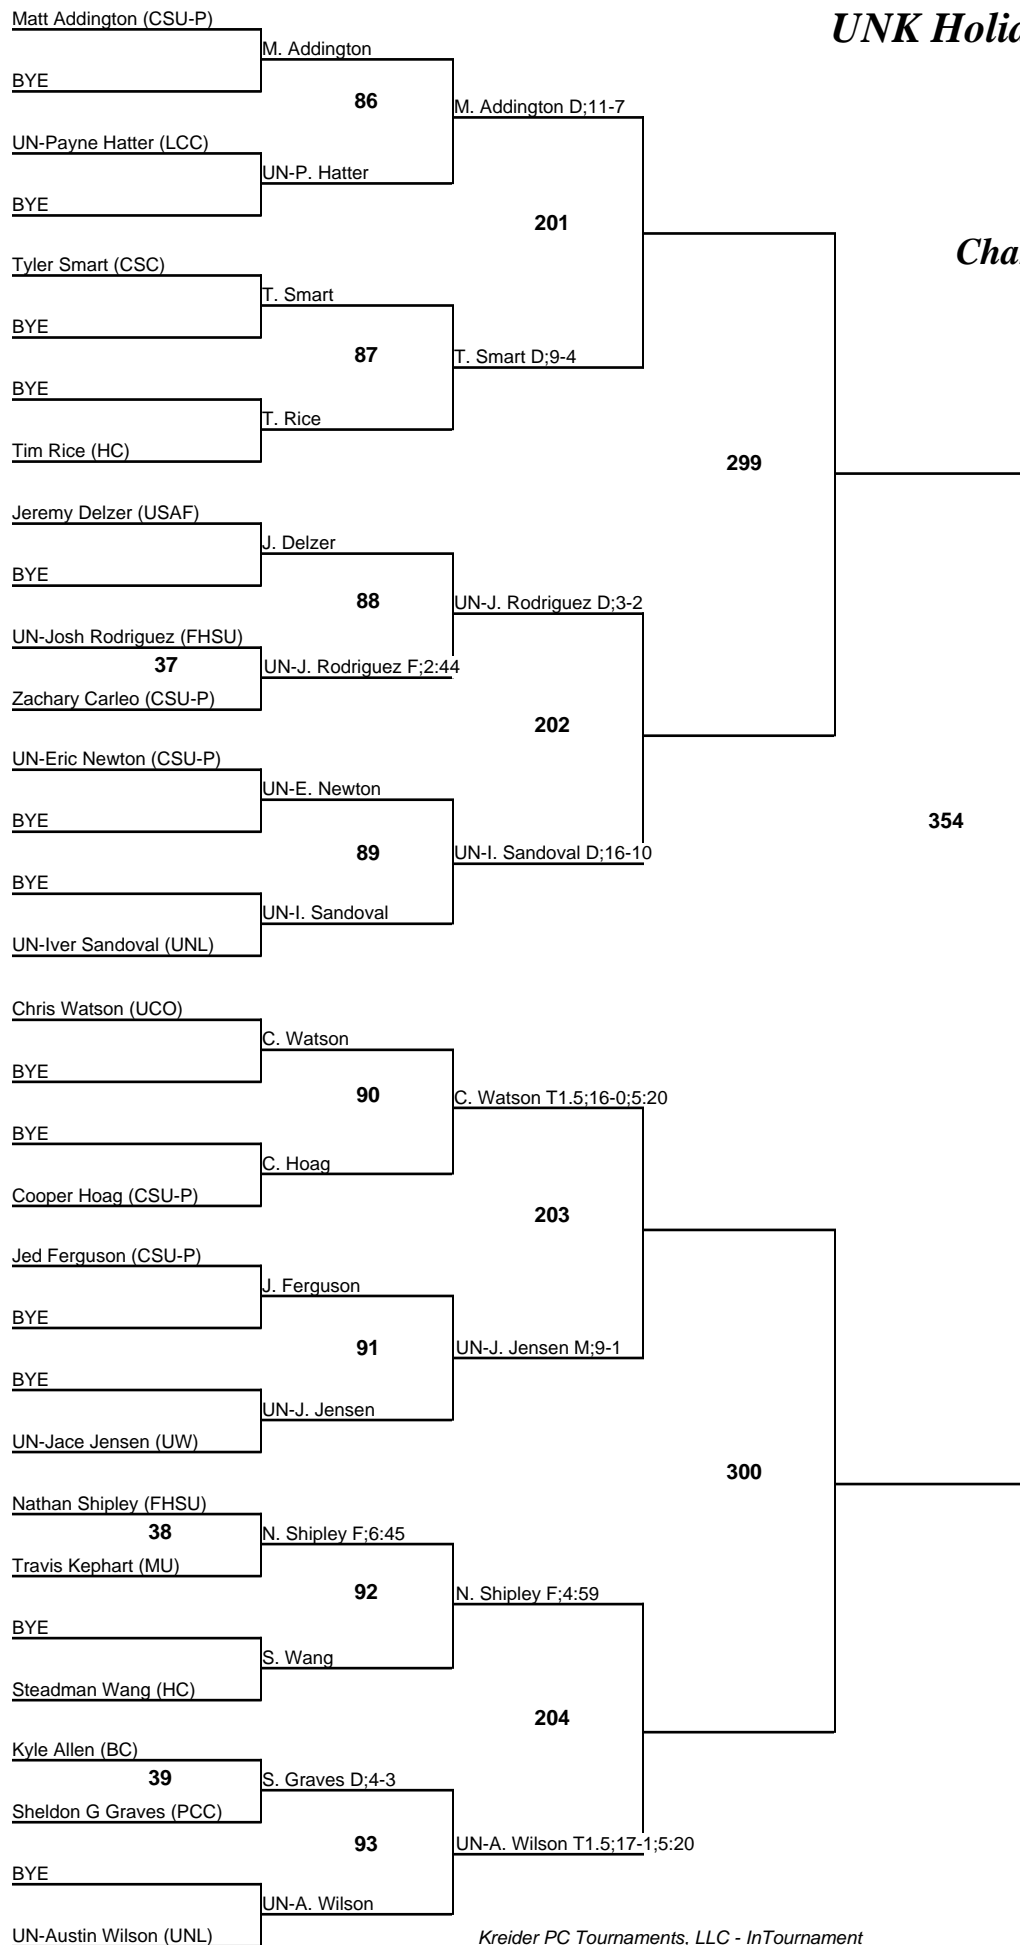 Matt Addington (CSU-P)
UNK Holid
M. Addington
BYE
86
M. Addington D;11-7
UN-Payne Hatter (LCC)
UN-P. Hatter
BYE
201
Cha
Tyler Smart (CSC)
T. Smart
BYE
87
T. Smart D;9-4
BYE
T. Rice
Tim Rice (HC)
299
Jeremy Delzer (USAF)
J. Delzer
BYE
88
UN-J. Rodriguez D;3-2
UN-Josh Rodriguez (FHSU)
37
UN-J. Rodriguez F;2:44
Zachary Carleo (CSU-P)
202
UN-Eric Newton (CSU-P)
UN-E. Newton
BYE
354
89
UN-I. Sandoval D;16-10
BYE
UN-I. Sandoval
UN-Iver Sandoval (UNL)
Chris Watson (UCO)
C. Watson
BYE
90
C. Watson T1.5;16-0;5:20
BYE
C. Hoag
Cooper Hoag (CSU-P)
203
Jed Ferguson (CSU-P)
J. Ferguson
BYE
91
UN-J. Jensen M;9-1
BYE
UN-J. Jensen
UN-Jace Jensen (UW)
300
Nathan Shipley (FHSU)
38
N. Shipley F;6:45
Travis Kephart (MU)
92
N. Shipley F;4:59
BYE
S. Wang
Steadman Wang (HC)
204
Kyle Allen (BC)
39
S. Graves D;4-3
Sheldon G Graves (PCC)
93
UN-A. Wilson T1.5;17-1;5:20
BYE
UN-A. Wilson
UN-Austin Wilson (UNL)
Kreider PC Tournaments, LLC - InTournament